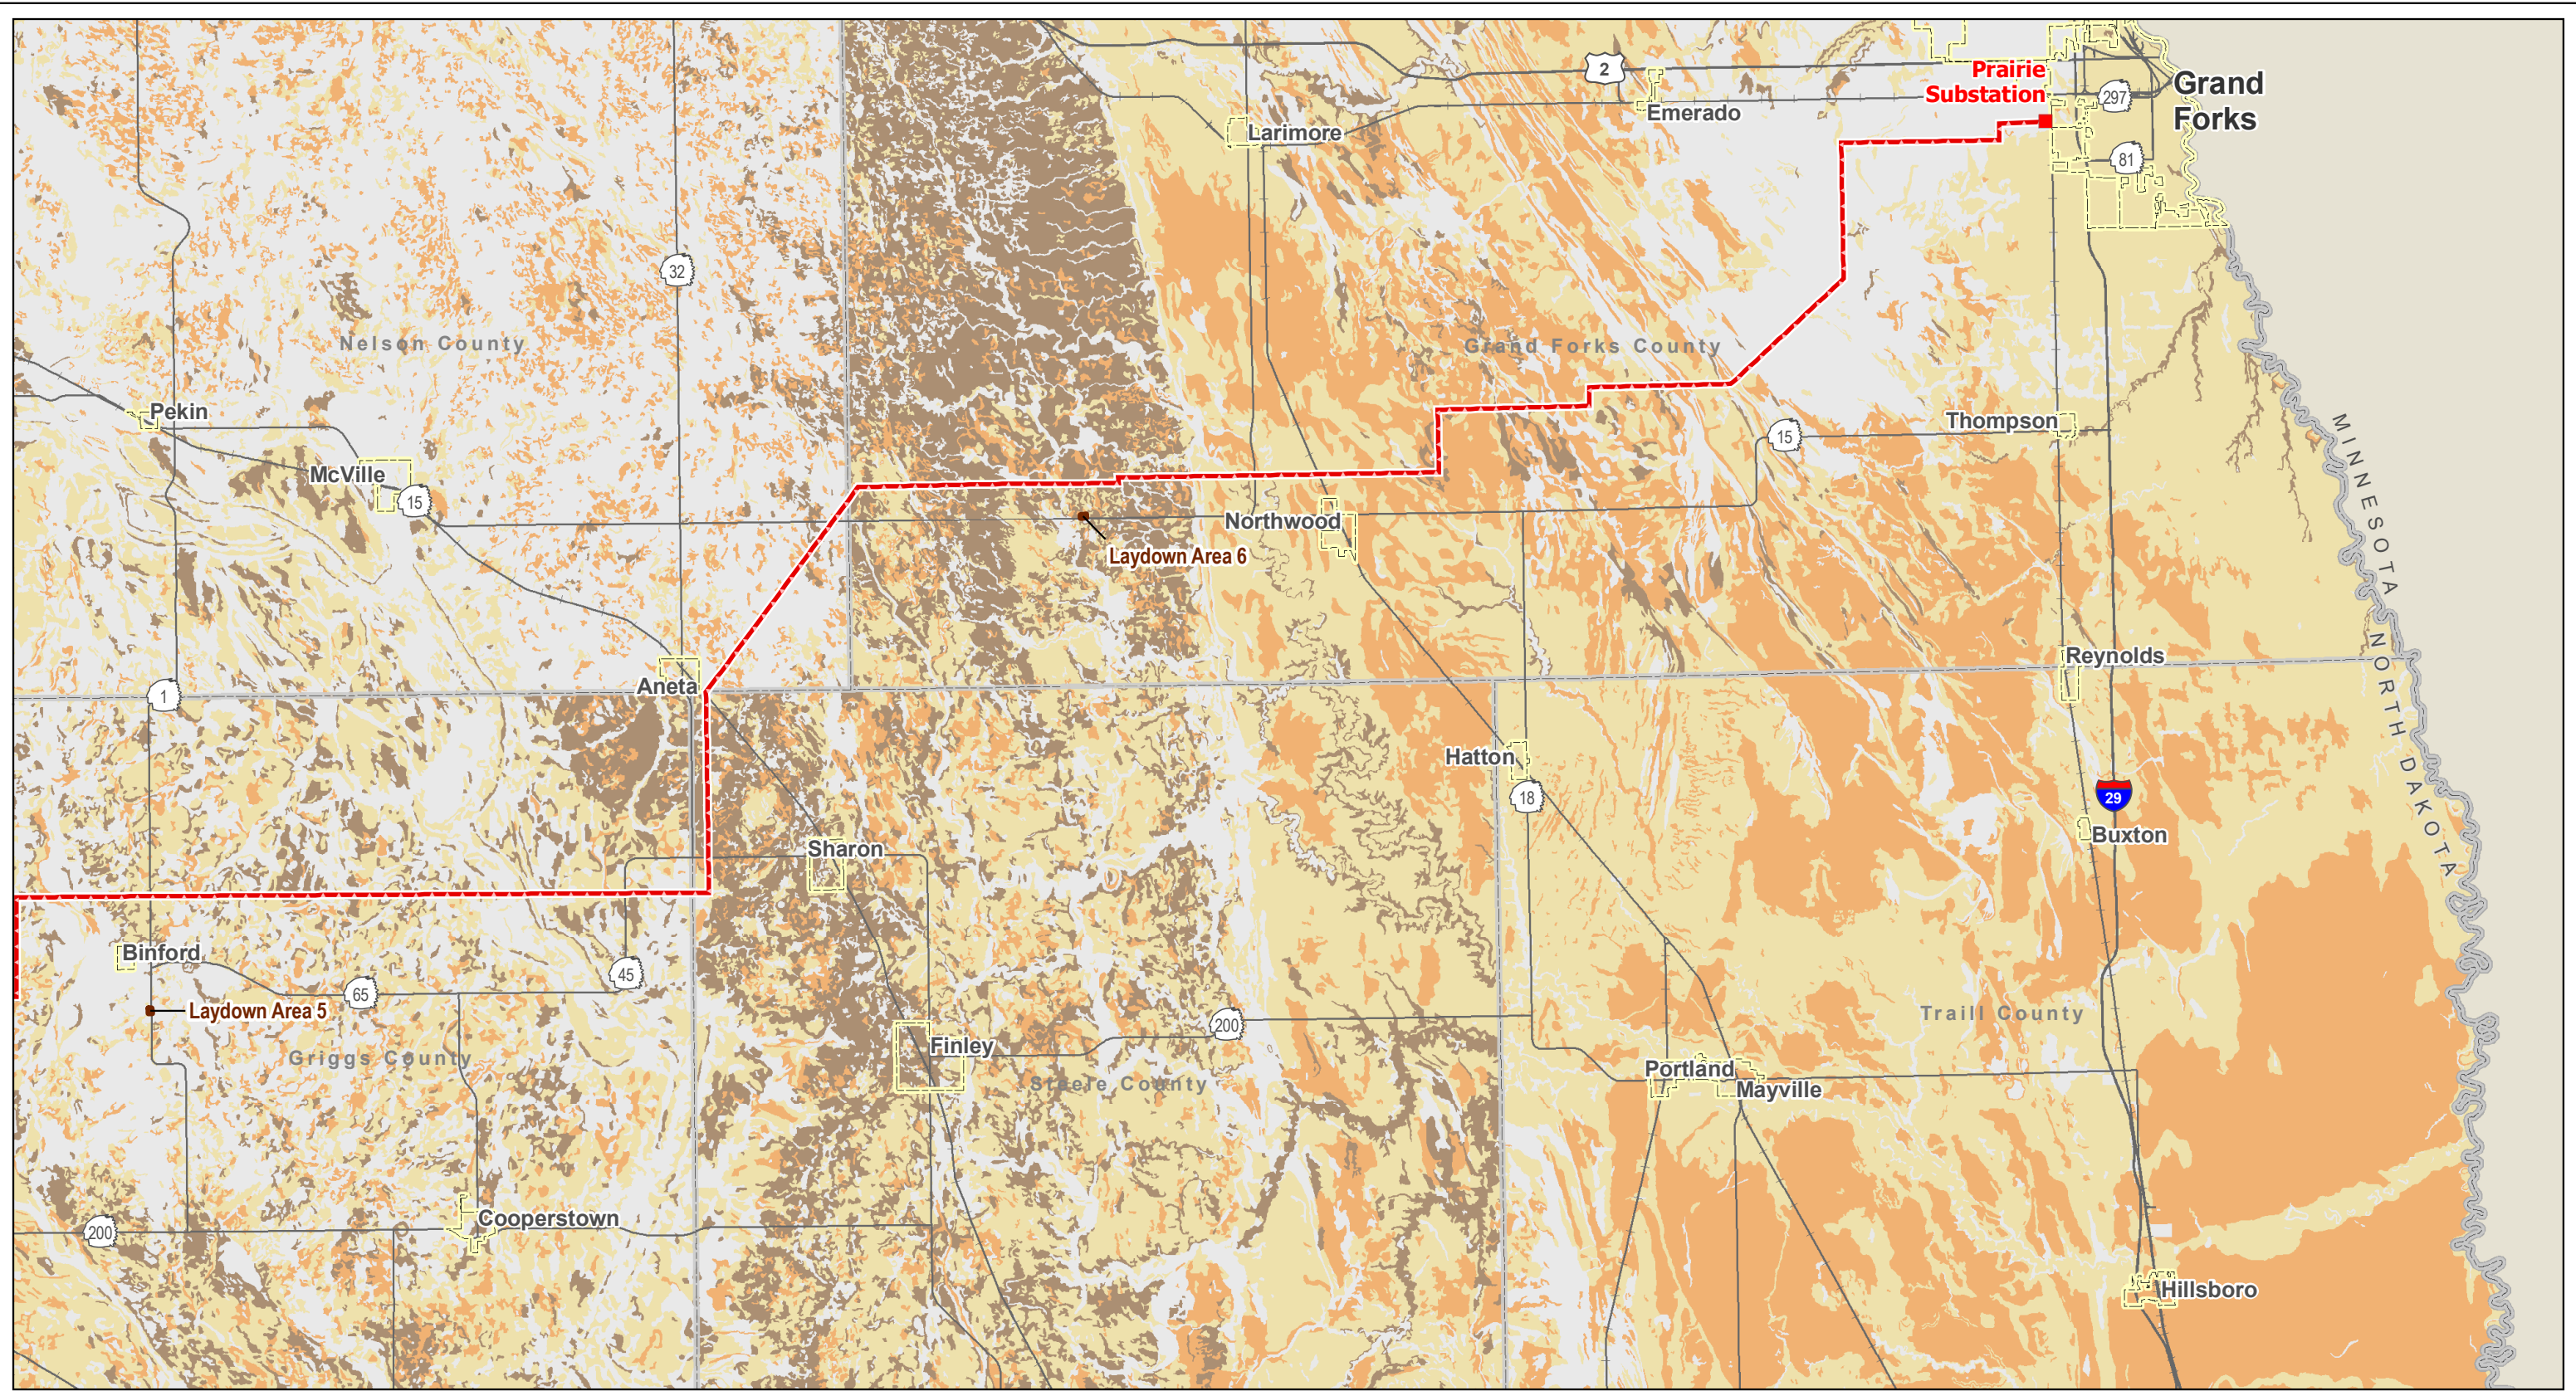 2
Prairie
Substation
297
Grand
Forks
Emerado
Larimore
81
32
Nelson County
Grand Forks County
Pekin
Thompson
15
McVille
15
MINNESOTA
Northwood
Laydown Area 6
NORTH DAKOTA
Reynolds
Aneta
1
Hatton
18
29
Buxton
Sharon
Binford
45
65
Laydown Area 5
Traill County
200
Finley
Griggs County
Steele County
Portland
Mayville
Cooperstown
200
Hillsboro